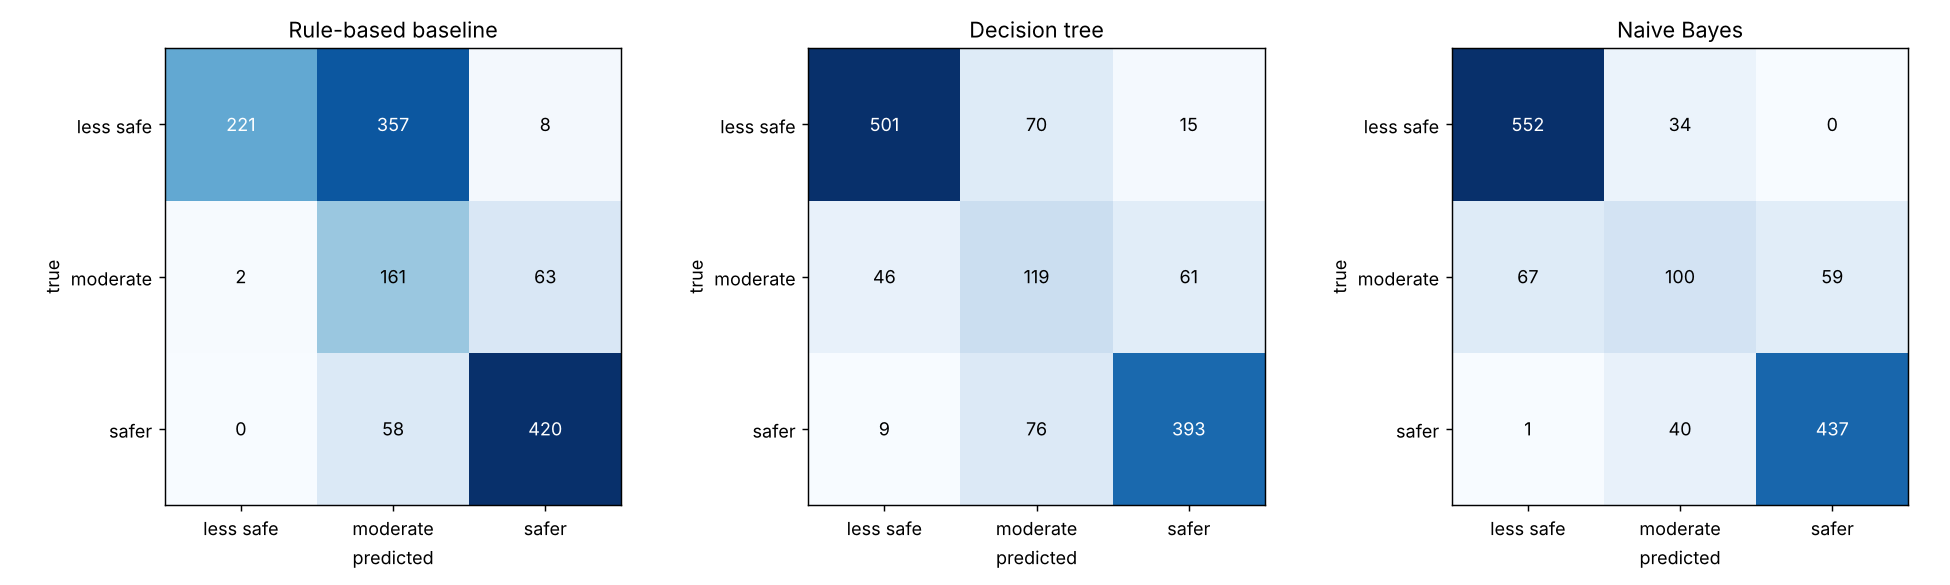 Rule-based baseline
less safe 221 357 8
moderate 2 161 63
safer 0 58 420
true
less safe moderate safer
predicted
Decision tree
less safe 501 70 15
moderate 46 119 61
safer 9 76 393
true
less safe moderate safer
predicted
Naive Bayes
less safe 552 34 0
moderate 67 100 59
safer 1 40 437
true
less safe moderate safer
predicted